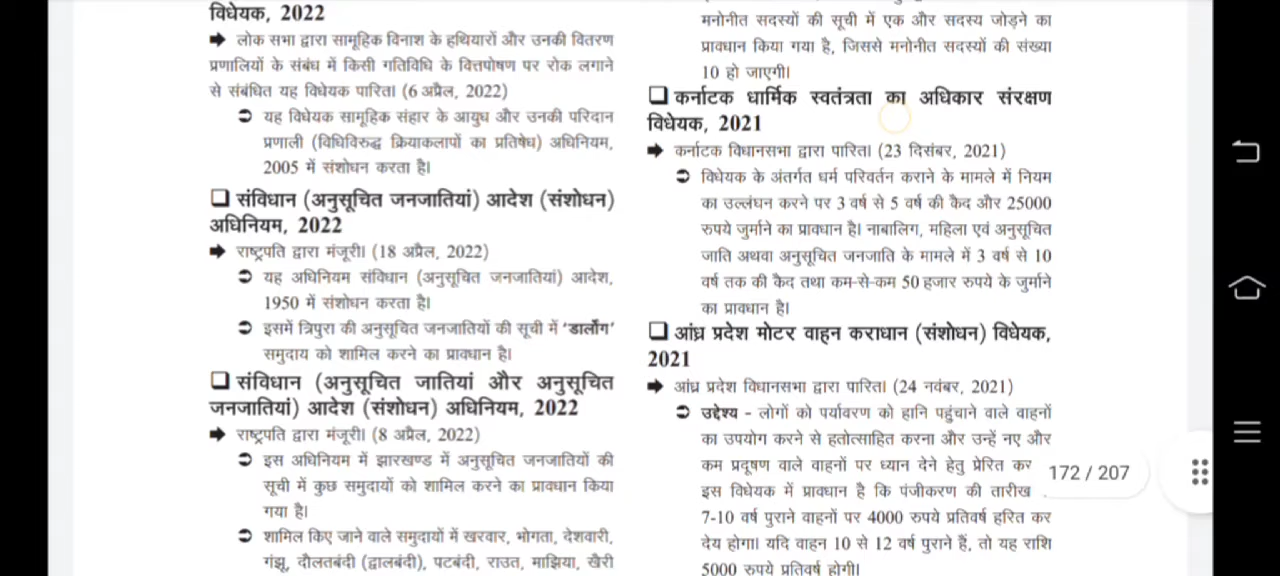 विधेयक, 2022
➡ लोक सभा द्वारा सामूहिक विनाश के हथियारों और उनकी वितरण
प्रणालियों के संबंध में किसी गतिविधि के वित्तपोषण पर रोक लगाने
से संबंधित यह विधेयक पारित। (6 अप्रैल, 2022)
➲ यह विधेयक सामूहिक संहार के आयुध और उनकी परिदान
प्रणाली (विधिविरुद्ध क्रियाकलापों का प्रतिषेध) अधिनियम,
2005 में संशोधन करता है।
❑ संविधान (अनुसूचित जनजातियां) आदेश (संशोधन)
अधिनियम, 2022
➡ राष्ट्रपति द्वारा मंजूरी। (18 अप्रैल, 2022)
➲ यह अधिनियम संविधान (अनुसूचित जनजातियां) आदेश,
1950 में संशोधन करता है।
➲ इसमें त्रिपुरा की अनुसूचित जनजातियों की सूची में 'डार्लोंग'
समुदाय को शामिल करने का प्रावधान है।
❑ संविधान (अनुसूचित जातियां और अनुसूचित
जनजातियां) आदेश (संशोधन) अधिनियम, 2022
➡ राष्ट्रपति द्वारा मंजूरी। (8 अप्रैल, 2022)
➲ इस अधिनियम में झारखण्ड में अनुसूचित जनजातियों की
सूची में कुछ समुदायों को शामिल करने का प्रावधान किया
गया है।
➲ शामिल किए जाने वाले समुदायों में खरवार, भोगता, देशवारी,
गंझू, दौलतबंदी (द्वालबंदी), पटबंदी, राउत, माझिया, खैरी
मनोनीत सदस्यों की सूची में एक और सदस्य जोड़ने का
प्रावधान किया गया है, जिससे मनोनीत सदस्यों की संख्या
10 हो जाएगी।
❑ कर्नाटक धार्मिक स्वतंत्रता का अधिकार संरक्षण
विधेयक, 2021
➡ कर्नाटक विधानसभा द्वारा पारित। (23 दिसंबर, 2021)
➲ विधेयक के अंतर्गत धर्म परिवर्तन कराने के मामले में नियम
का उल्लंघन करने पर 3 वर्ष से 5 वर्ष की कैद और 25000
रुपये जुर्माने का प्रावधान है। नाबालिग, महिला एवं अनुसूचित
जाति अथवा अनुसूचित जनजाति के मामले में 3 वर्ष से 10
वर्ष तक की कैद तथा कम-से-कम 50 हजार रुपये के जुर्माने
का प्रावधान है।
❑ आंध्र प्रदेश मोटर वाहन कराधान (संशोधन) विधेयक,
2021
➡ आंध्र प्रदेश विधानसभा द्वारा पारित। (24 नवंबर, 2021)
➲ उद्देश्य - लोगों को पर्यावरण को हानि पहुंचाने वाले वाहनों
का उपयोग करने से हतोत्साहित करना और उन्हें नए और
कम प्रदूषण वाले वाहनों पर ध्यान देने हेतु प्रेरित कर
इस विधेयक में प्रावधान है कि पंजीकरण की तारीख
7-10 वर्ष पुराने वाहनों पर 4000 रुपये प्रतिवर्ष हरित कर
देय होगा। यदि वाहन 10 से 12 वर्ष पुराने हैं, तो यह राशि
5000 रुपये प्रतिवर्ष होगी।
172 / 207